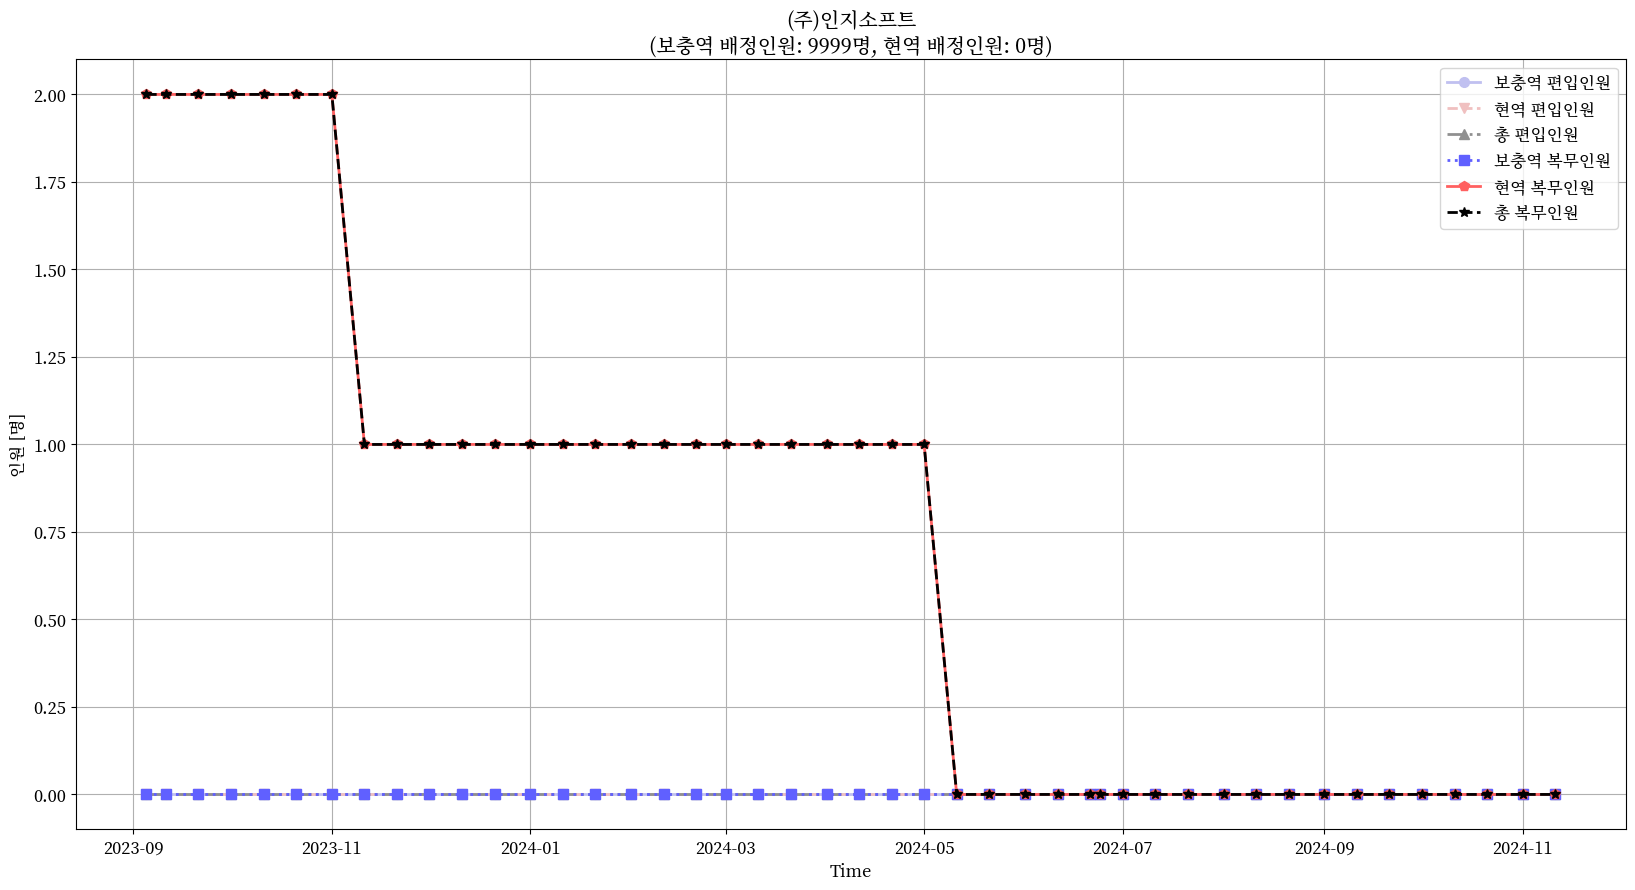 (주)인지소프트
(보충역 배정인원: 9999명, 현역 배정인원: 0명)
보충역 편입인원
현역 편입인원
총 편입인원
보충역 복무인원
현역 복무인원
총 복무인원
인원 [명]
2.00
1.75
1.50
1.25
1.00
0.75
0.50
0.25
0.00
2023-09 2023-11 2024-01 2024-03 2024-05 2024-07 2024-09 2024-11
Time